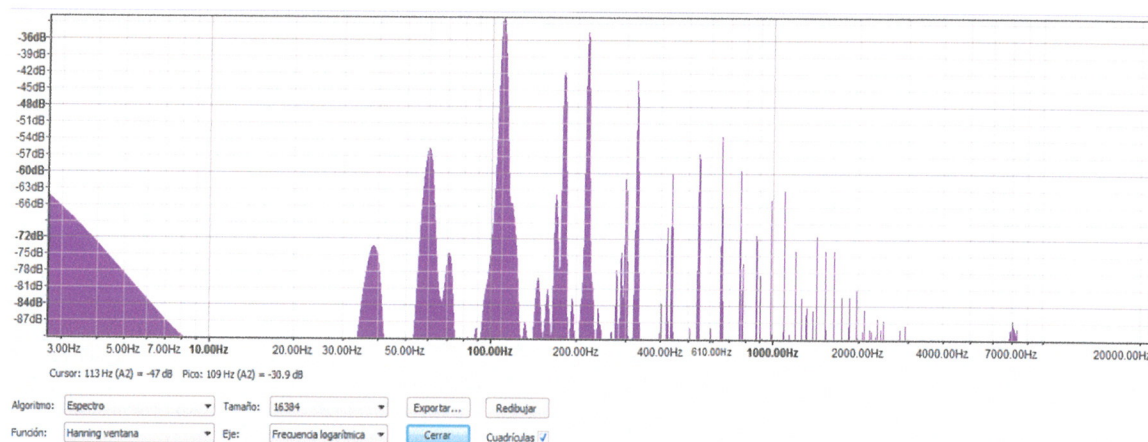 -36dB
-39dB
-42dB
-45dB
-48dB
-51dB
-54dB
-57dB
-60dB
-63dB
-66dB
-72dB
-75dB
-78dB
-81dB
-84dB
-87dB
3.00Hz 5.00Hz 7.00Hz 10.00Hz 20.00Hz 30.00Hz 50.00Hz 100.00Hz 200.00Hz 400.00Hz 610.00Hz 1000.00Hz 2000.00Hz 4000.00Hz 7000.00Hz 20000.00Hz
Cursor: 113 Hz (A2) = -47 dB Pico: 109 Hz (A2) = -30.9 dB
Algoritmo: Espectro Tamaño: 16384 Exportar... Redibujar
Función: Hanning ventana Eje: Frecuencia logarítmica Cerrar Cuadrículas